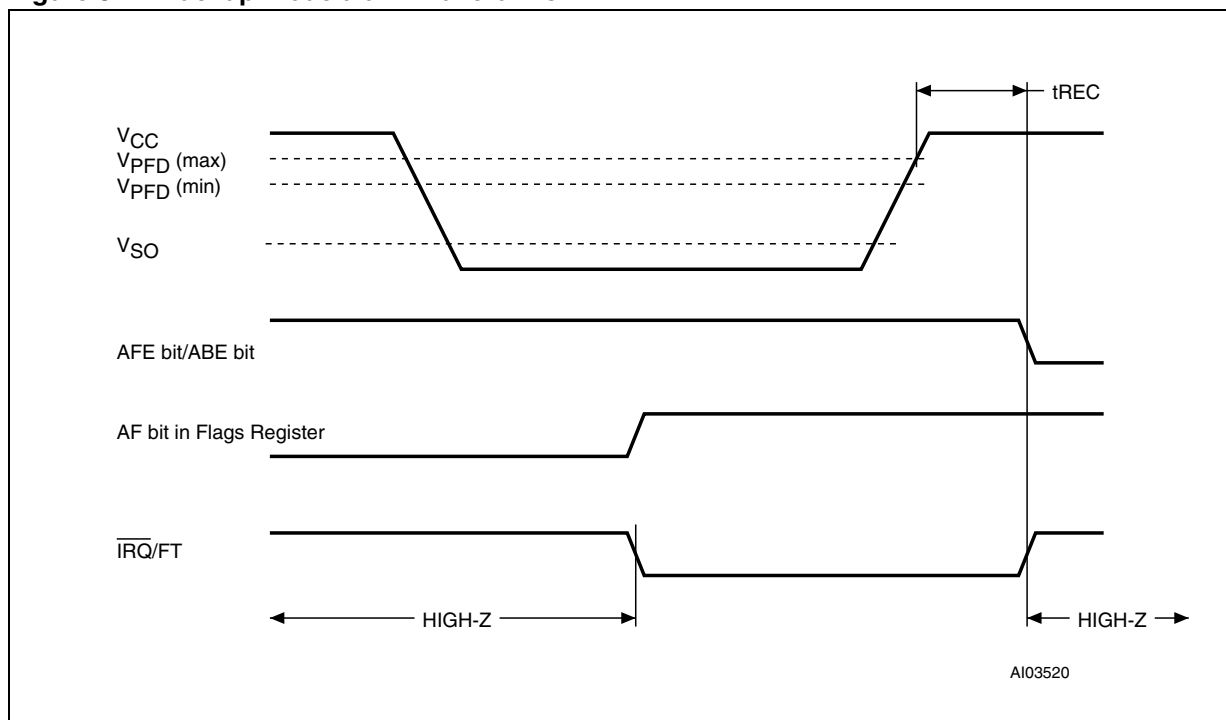 tREC
VCC
VPFD (max)
VPFD (min)
VSO
AFE bit/ABE bit
AF bit in Flags Register
IRQ/FT
HIGH-Z
HIGH-Z
AI03520